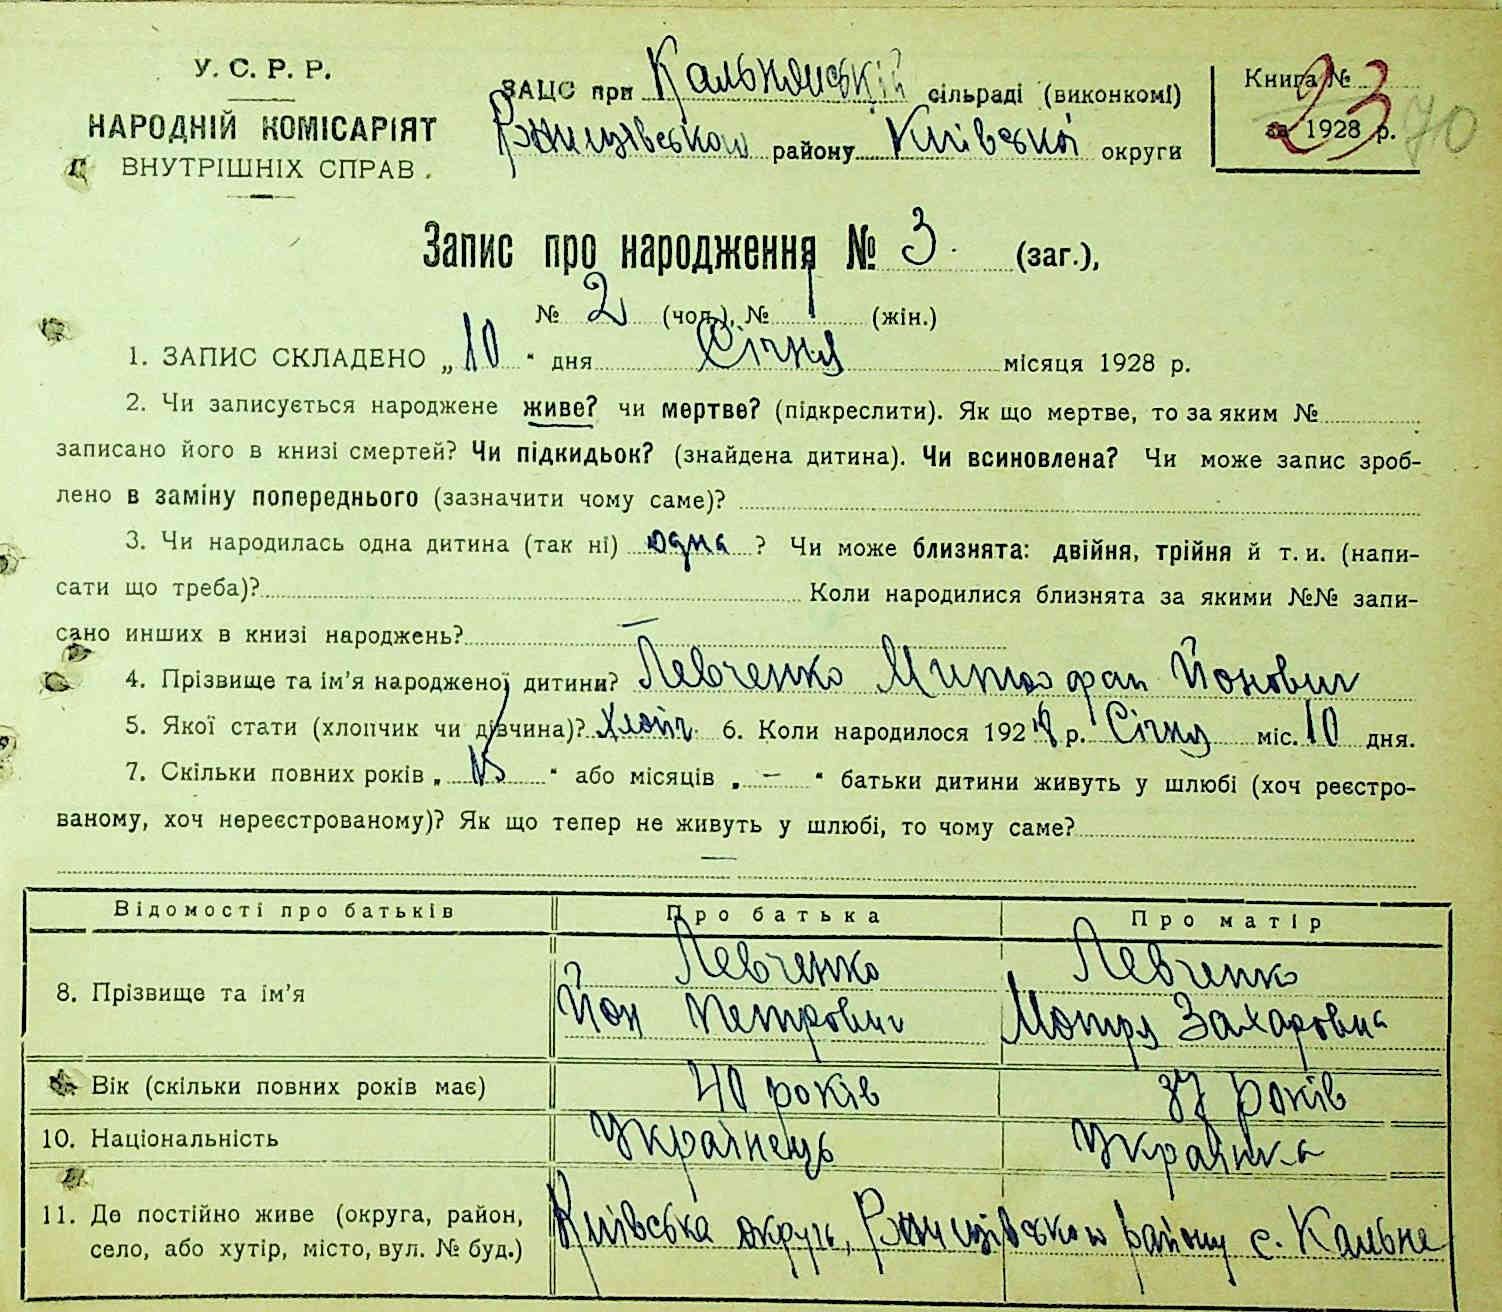 У. С. Р. Р.
НАРОДНІЙ КОМІСАРІЯТ
ВНУТРІШНІХ СПРАВ.
ЗАЦС при Кальнянській сільраді (виконкомі)
Ржищівського району Київської округи
Книга №
за 1928 р.
23
70
Запис про народження № 3 (заг.),
№ 2 (чол.), № 1 (жін.)
1. ЗАПИС СКЛАДЕНО „10“ дня Січня місяця 1928 р.
2. Чи записується народжене живе? чи мертве? (підкреслити). Як що мертве, то за яким №
записано його в книзі смертей? Чи підкидьок? (знайдена дитина). Чи всиновлена? Чи може запис зроб-
лено в заміну попереднього (зазначити чому саме)?
3. Чи народилась одна дитина (так ні) одна ? Чи може близнята: двійня, трійня й т. и. (напи-
сати що треба)? Коли народилися близнята за якими №№ запи-
сано инших в книзі народжень? —
4. Прізвище та ім'я народженої дитини? Левченко Митрофан Йонович
5. Якої стати (хлопчик чи дівчина)? хлопч. 6. Коли народилося 1928 р. Січня міс. 10 дня.
7. Скільки повних років „ “ або місяців „ – “ батьки дитини живуть у шлюбі (хоч реєстро-
ваному, хоч нереєстрованому)? Як що тепер не живуть у шлюбі, то чому саме?
—
Відомості про батьків Про батька Про матір
8. Прізвище та ім'я Левченко Левченко
Йон Петрович Мотря Захаровна
Вік (скільки повних років має) 40 років 37 років
10. Національність Українець Українка
11. Де постійно живе (округа, район,
село, або хутір, місто, вул. № буд.) Київська округа, Ржищівського району с. Кальне